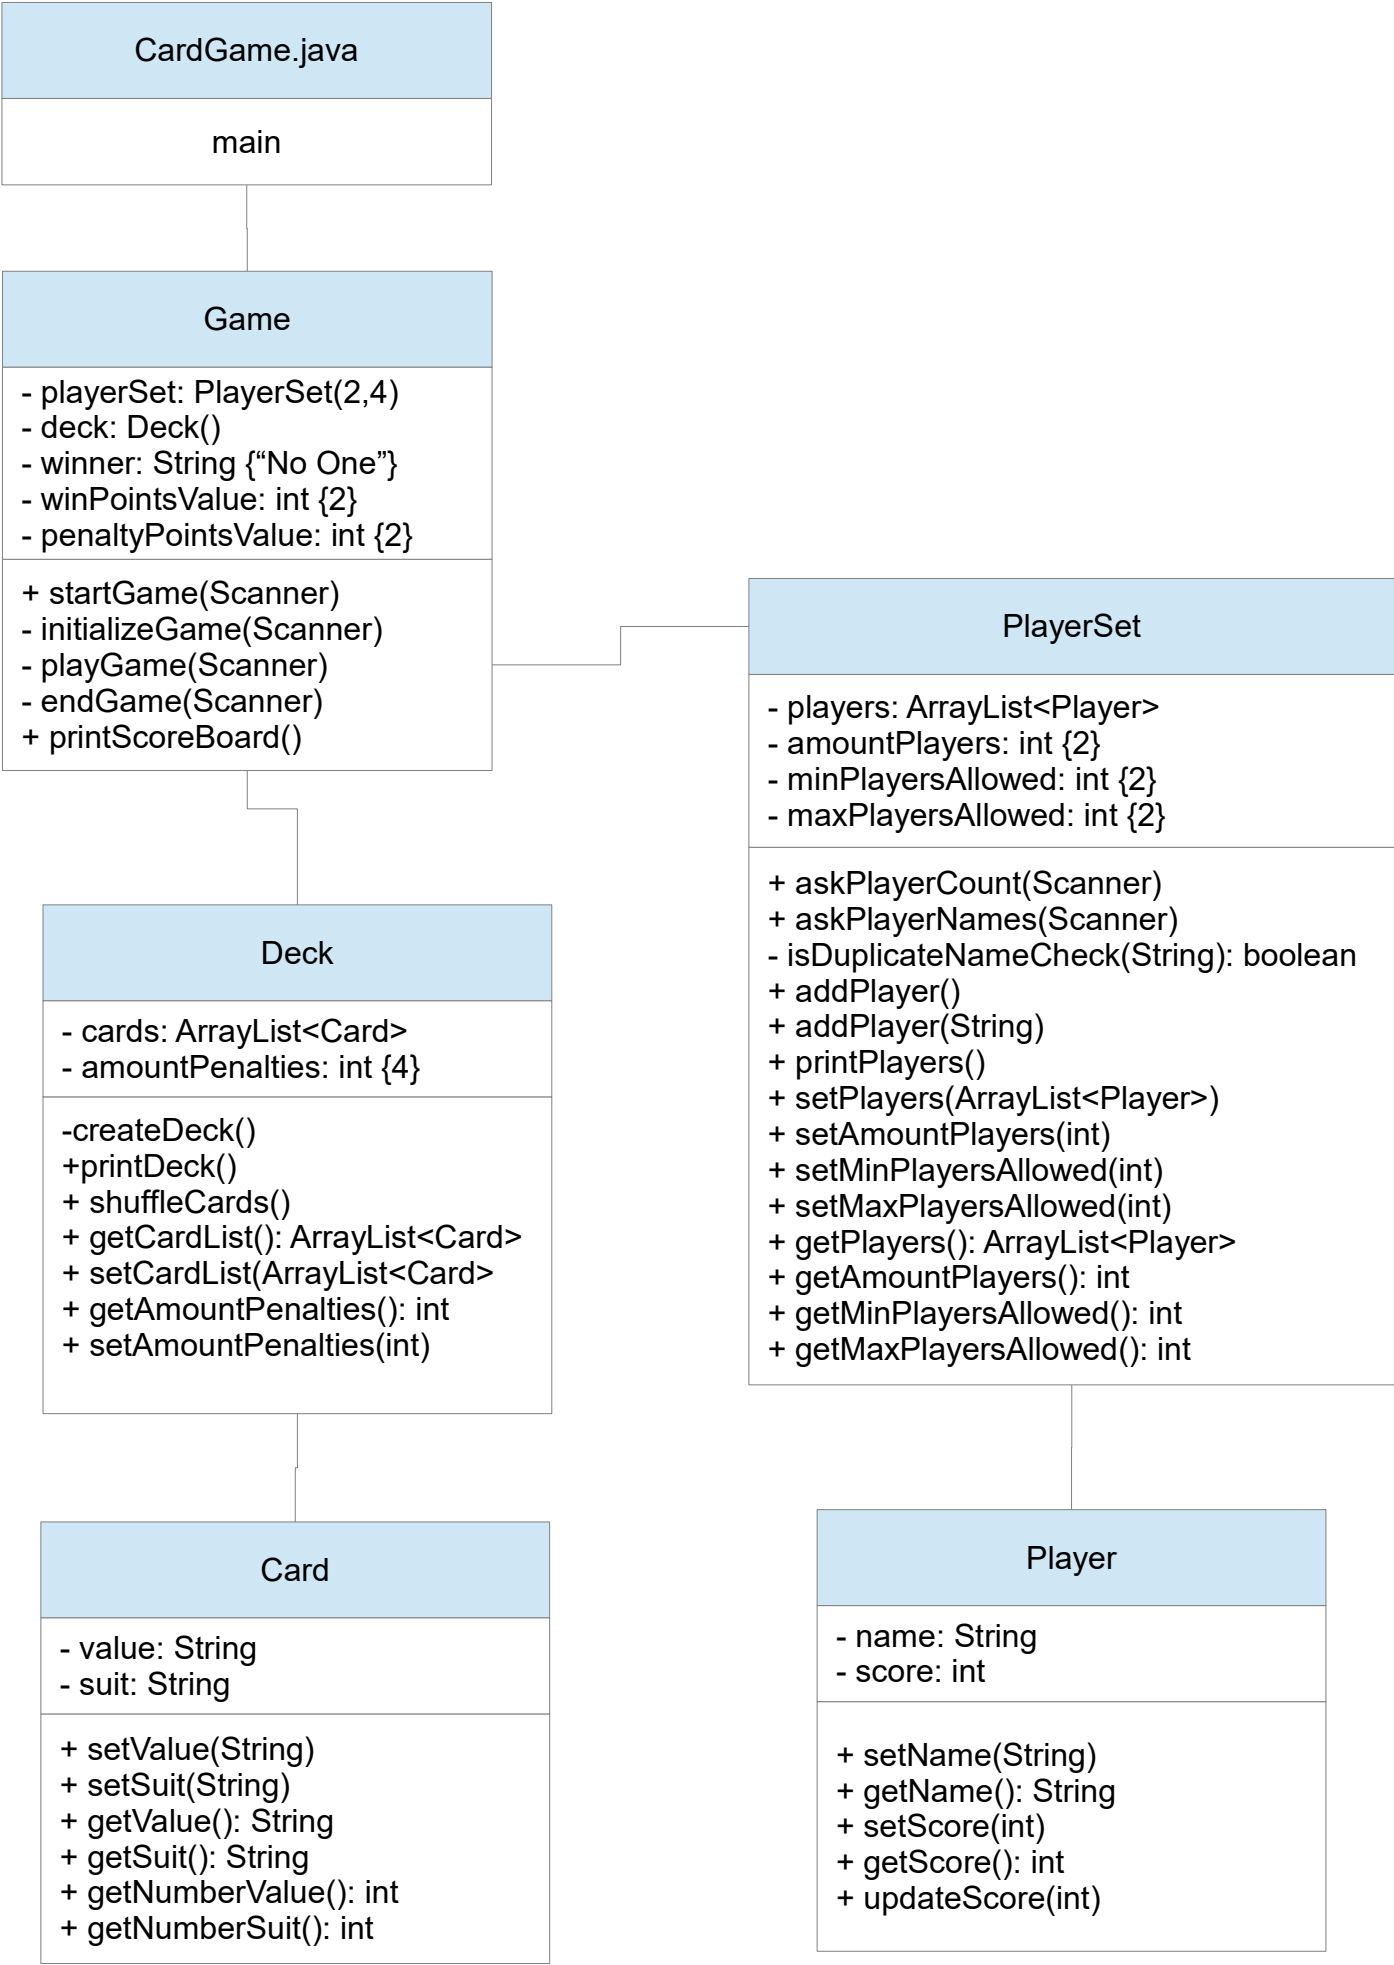 CardGame.java
main
Game
- playerSet: PlayerSet(2,4)
- deck: Deck()
- winner: String {“No One”}
- winPointsValue: int {2}
- penaltyPointsValue: int {2}
+ startGame(Scanner)
- initializeGame(Scanner)
- playGame(Scanner)
- endGame(Scanner)
+ printScoreBoard()
PlayerSet
- players: ArrayList<Player>
- amountPlayers: int {2}
- minPlayersAllowed: int {2}
- maxPlayersAllowed: int {2}
+ askPlayerCount(Scanner)
+ askPlayerNames(Scanner)
- isDuplicateNameCheck(String): boolean
+ addPlayer()
+ addPlayer(String)
+ printPlayers()
+ setPlayers(ArrayList<Player>)
+ setAmountPlayers(int)
+ setMinPlayersAllowed(int)
+ setMaxPlayersAllowed(int)
+ getPlayers(): ArrayList<Player>
+ getAmountPlayers(): int
+ getMinPlayersAllowed(): int
+ getMaxPlayersAllowed(): int
Deck
- cards: ArrayList<Card>
- amountPenalties: int {4}
-createDeck()
+printDeck()
+ shuffleCards()
+ getCardList(): ArrayList<Card>
+ setCardList(ArrayList<Card>
+ getAmountPenalties(): int
+ setAmountPenalties(int)
Card
- value: String
- suit: String
+ setValue(String)
+ setSuit(String)
+ getValue(): String
+ getSuit(): String
+ getNumberValue(): int
+ getNumberSuit(): int
Player
- name: String
- score: int
+ setName(String)
+ getName(): String
+ setScore(int)
+ getScore(): int
+ updateScore(int)